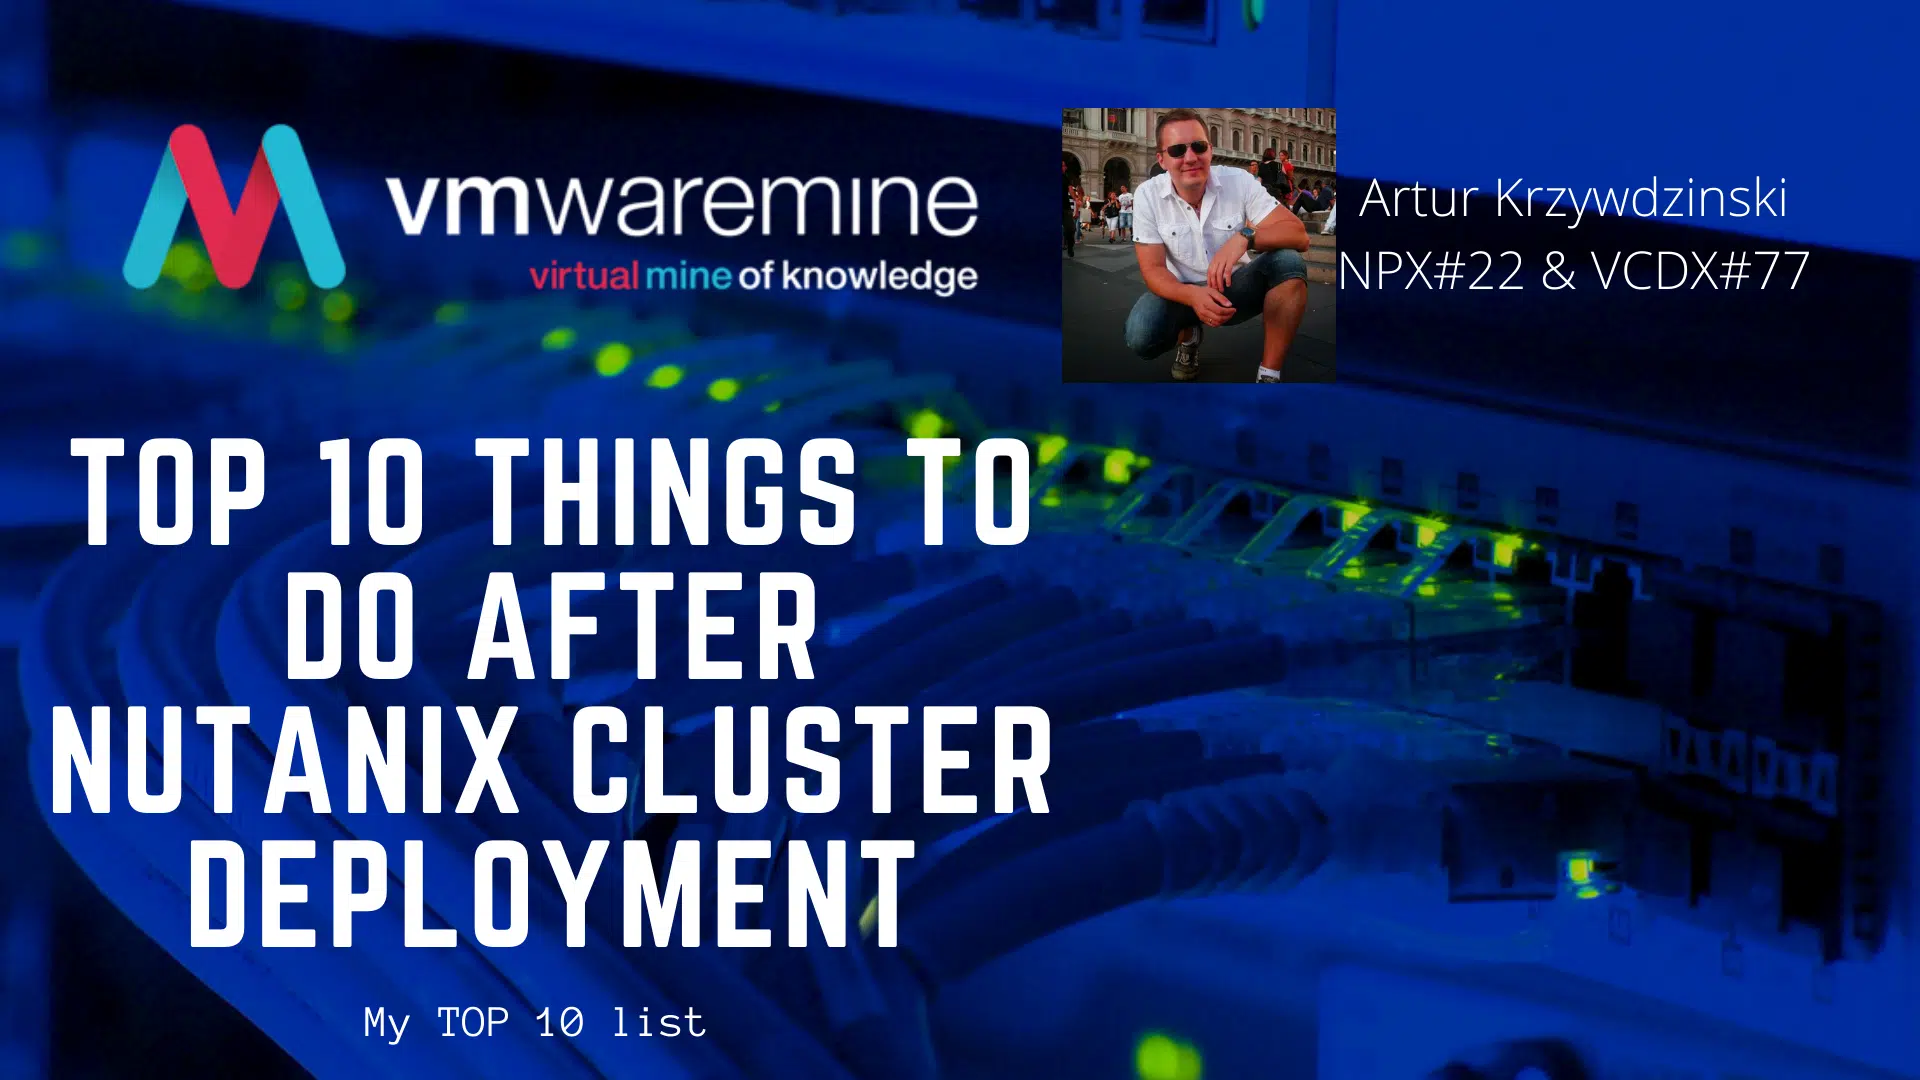 vmwaremine
virtual mine of knowledge
Artur Krzywdzinski
NPX#22 & VCDX#77
TOP 10 THINGS TO
DO AFTER
NUTANIX CLUSTER
DEPLOYMENT
My TOP 10 list